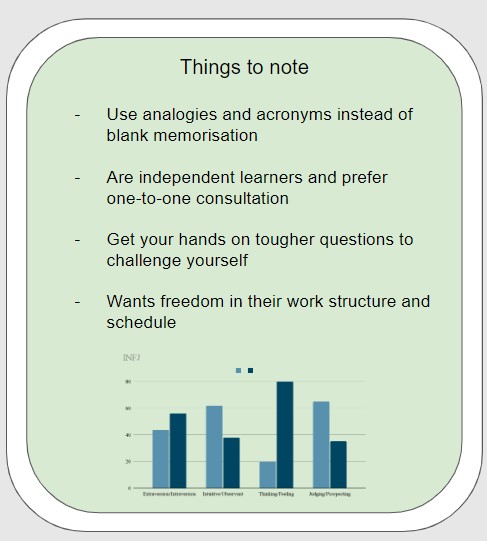 Things to note
- Use analogies and acronyms instead of
blank memorisation
- Are independent learners and prefer
one-to-one consultation
- Get your hands on tougher questions to
challenge yourself
- Wants freedom in their work structure and
schedule
INFJ
80
60
40
20
0
Extraversion/Introversion Intuitive/Observant Thinking/Feeling Judging/Prospecting